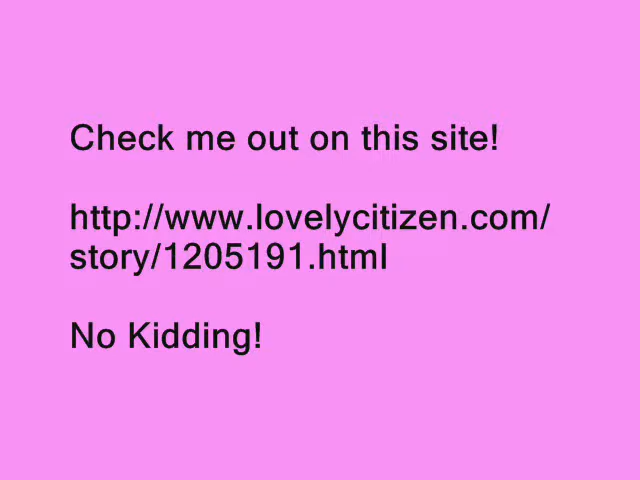 Check me out on this site!
http://www.lovelycitizen.com/
story/1205191.html
No Kidding!